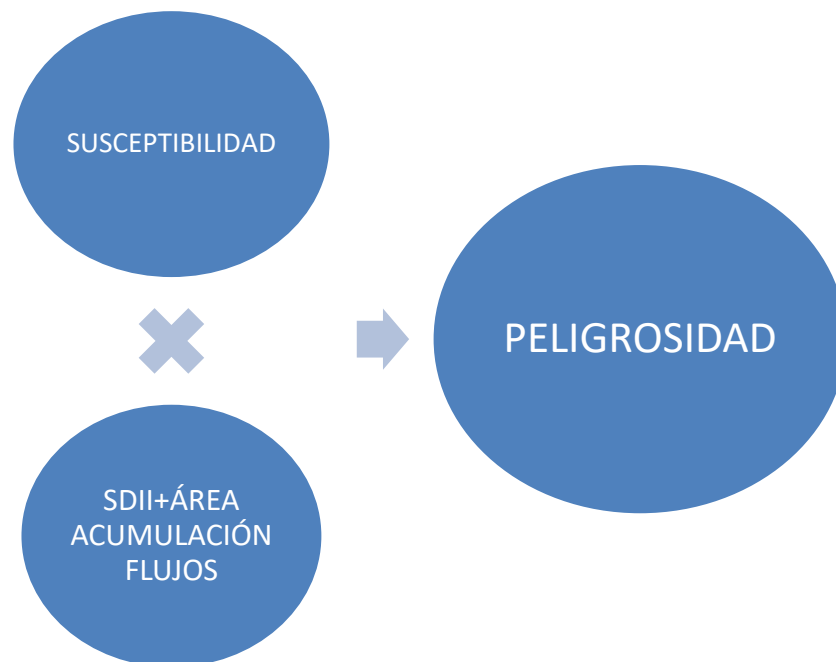 SUSCEPTIBILIDAD
PELIGROSIDAD
SDII+ÁREA
ACUMULACIÓN
FLUJOS